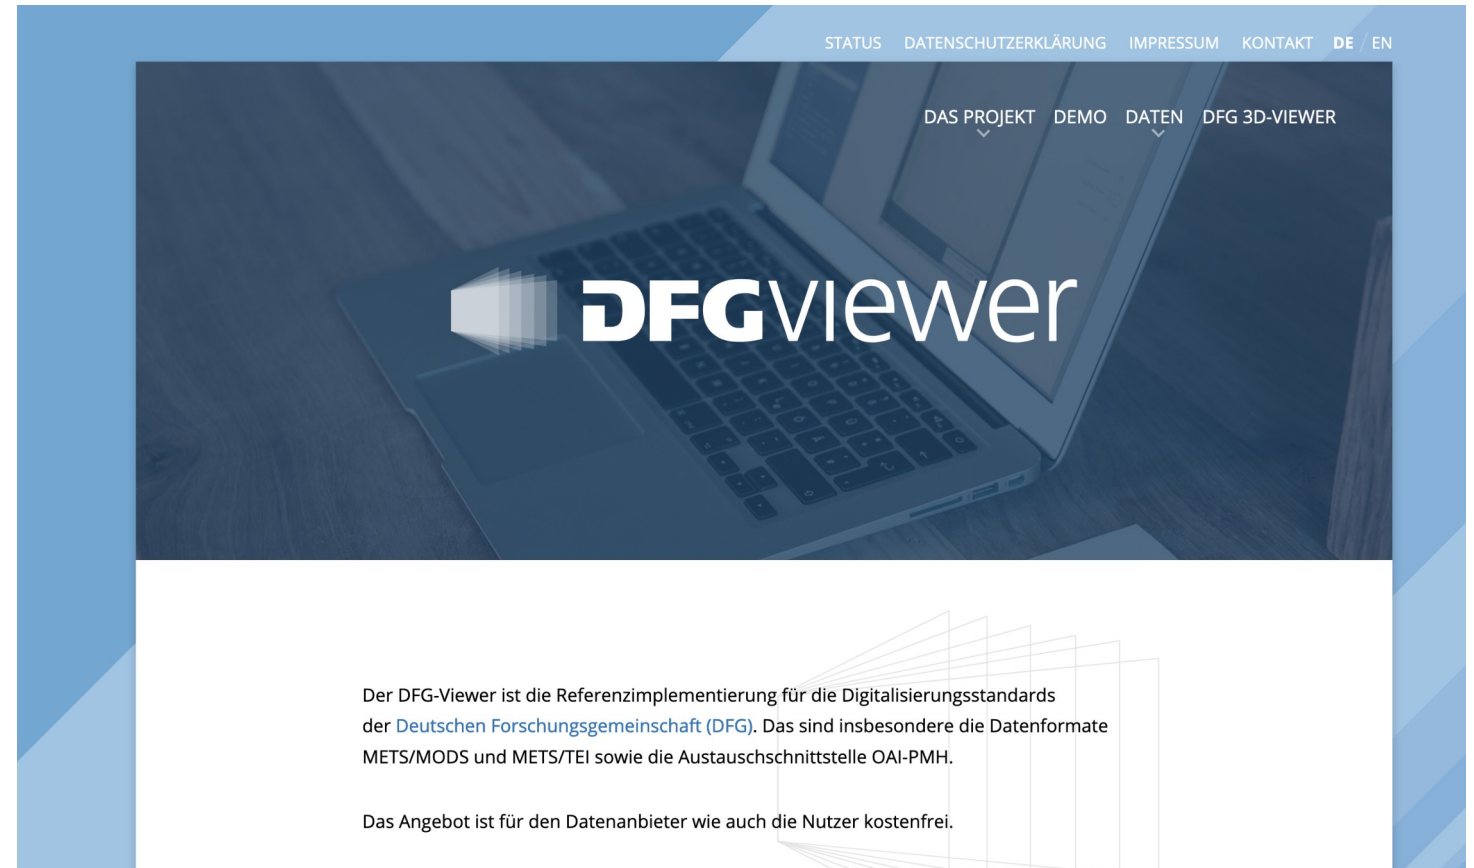 STATUS DATENSCHUTZERKLÄRUNG IMPRESSUM KONTAKT DE / EN
DAS PROJEKT DEMO DATEN DFG 3D-VIEWER
DFGviewer
Der DFG-Viewer ist die Referenzimplementierung für die Digitalisierungsstandards
der Deutschen Forschungsgemeinschaft (DFG). Das sind insbesondere die Datenformate
METS/MODS und METS/TEI sowie die Austauschschnittstelle OAI-PMH.
Das Angebot ist für den Datenanbieter wie auch die Nutzer kostenfrei.